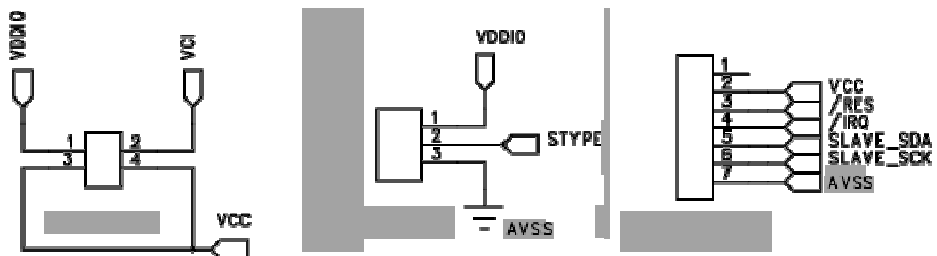 VDDIO
VCI
1
2
3
4
VCC
VDDIO
1
2
3
STYPE
AVSS
1
2
VCC
3
/RES
4
/IRQ
5
SLAVE_SDA
6
SLAVE_SCK
7
AVSS